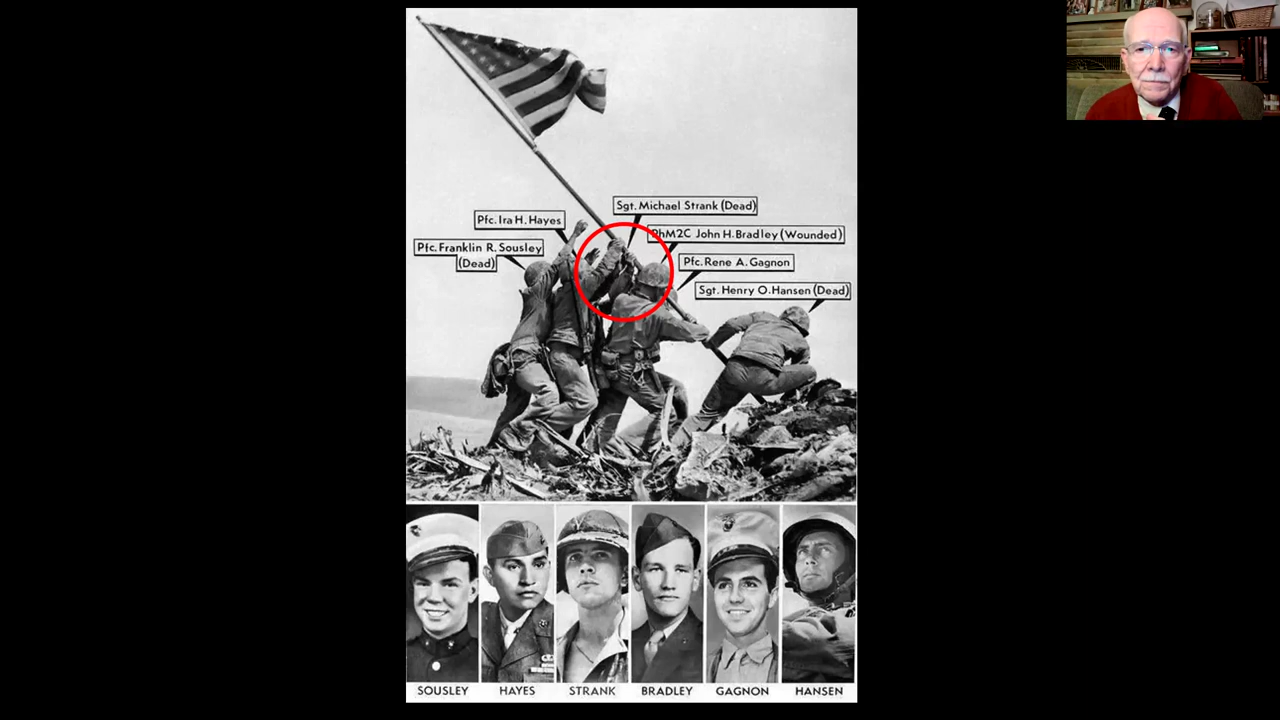 Sgt. Michael Strank (Dead)
Pfc. Ira H. Hayes
PhM2C John H. Bradley (Wounded)
Pfc. Franklin R. Sousley
(Dead)
Pfc. Rene A. Gagnon
Sgt. Henry O. Hansen (Dead)
SOUSLEY
HAYES
STRANK
BRADLEY
GAGNON
HANSEN